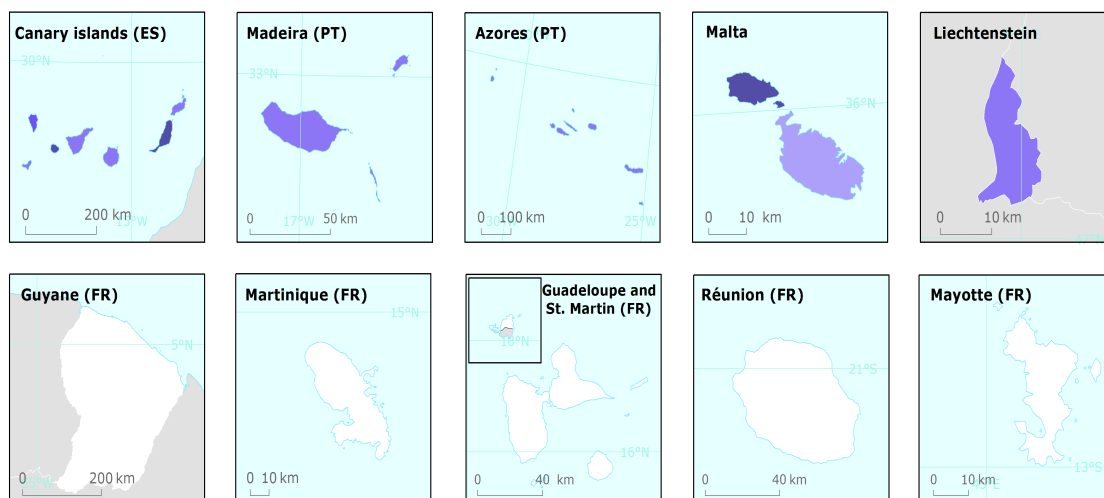 Canary islands (ES)
30°N
0 200 km
15°W
Madeira (PT)
33°N
0 50 km
17°W
Azores (PT)
0 100 km
30°W
25°W
Malta
36°N
0 10 km
Liechtenstein
0 10 km
47°N
Guyane (FR)
5°N
0 200 km
Martinique (FR)
15°N
0 10 km
Guadeloupe and
St. Martin (FR)
18°N
16°N
0 40 km
Réunion (FR)
21°S
0 40 km
Mayotte (FR)
13°S
0 10 km